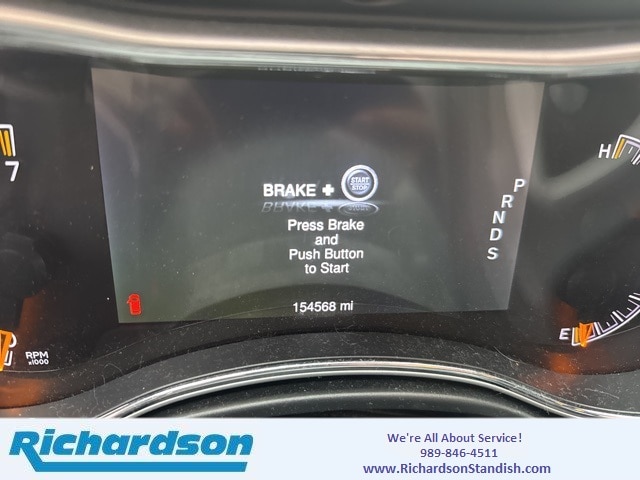 7
H
BRAKE + START STOP
P
R
N
D
S
Press Brake
and
Push Button
to Start
154568 mi
RPM
x1000
E
Richardson
We're All About Service!
989-846-4511
www.RichardsonStandish.com